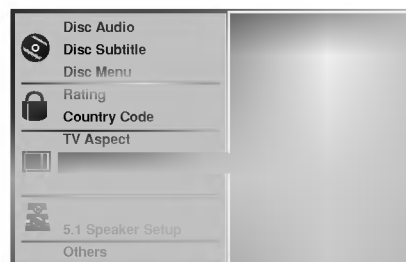 Disc Audio
Disc Subtitle
Disc Menu
Rating
Country Code
TV Aspect
5.1 Speaker Setup
Others